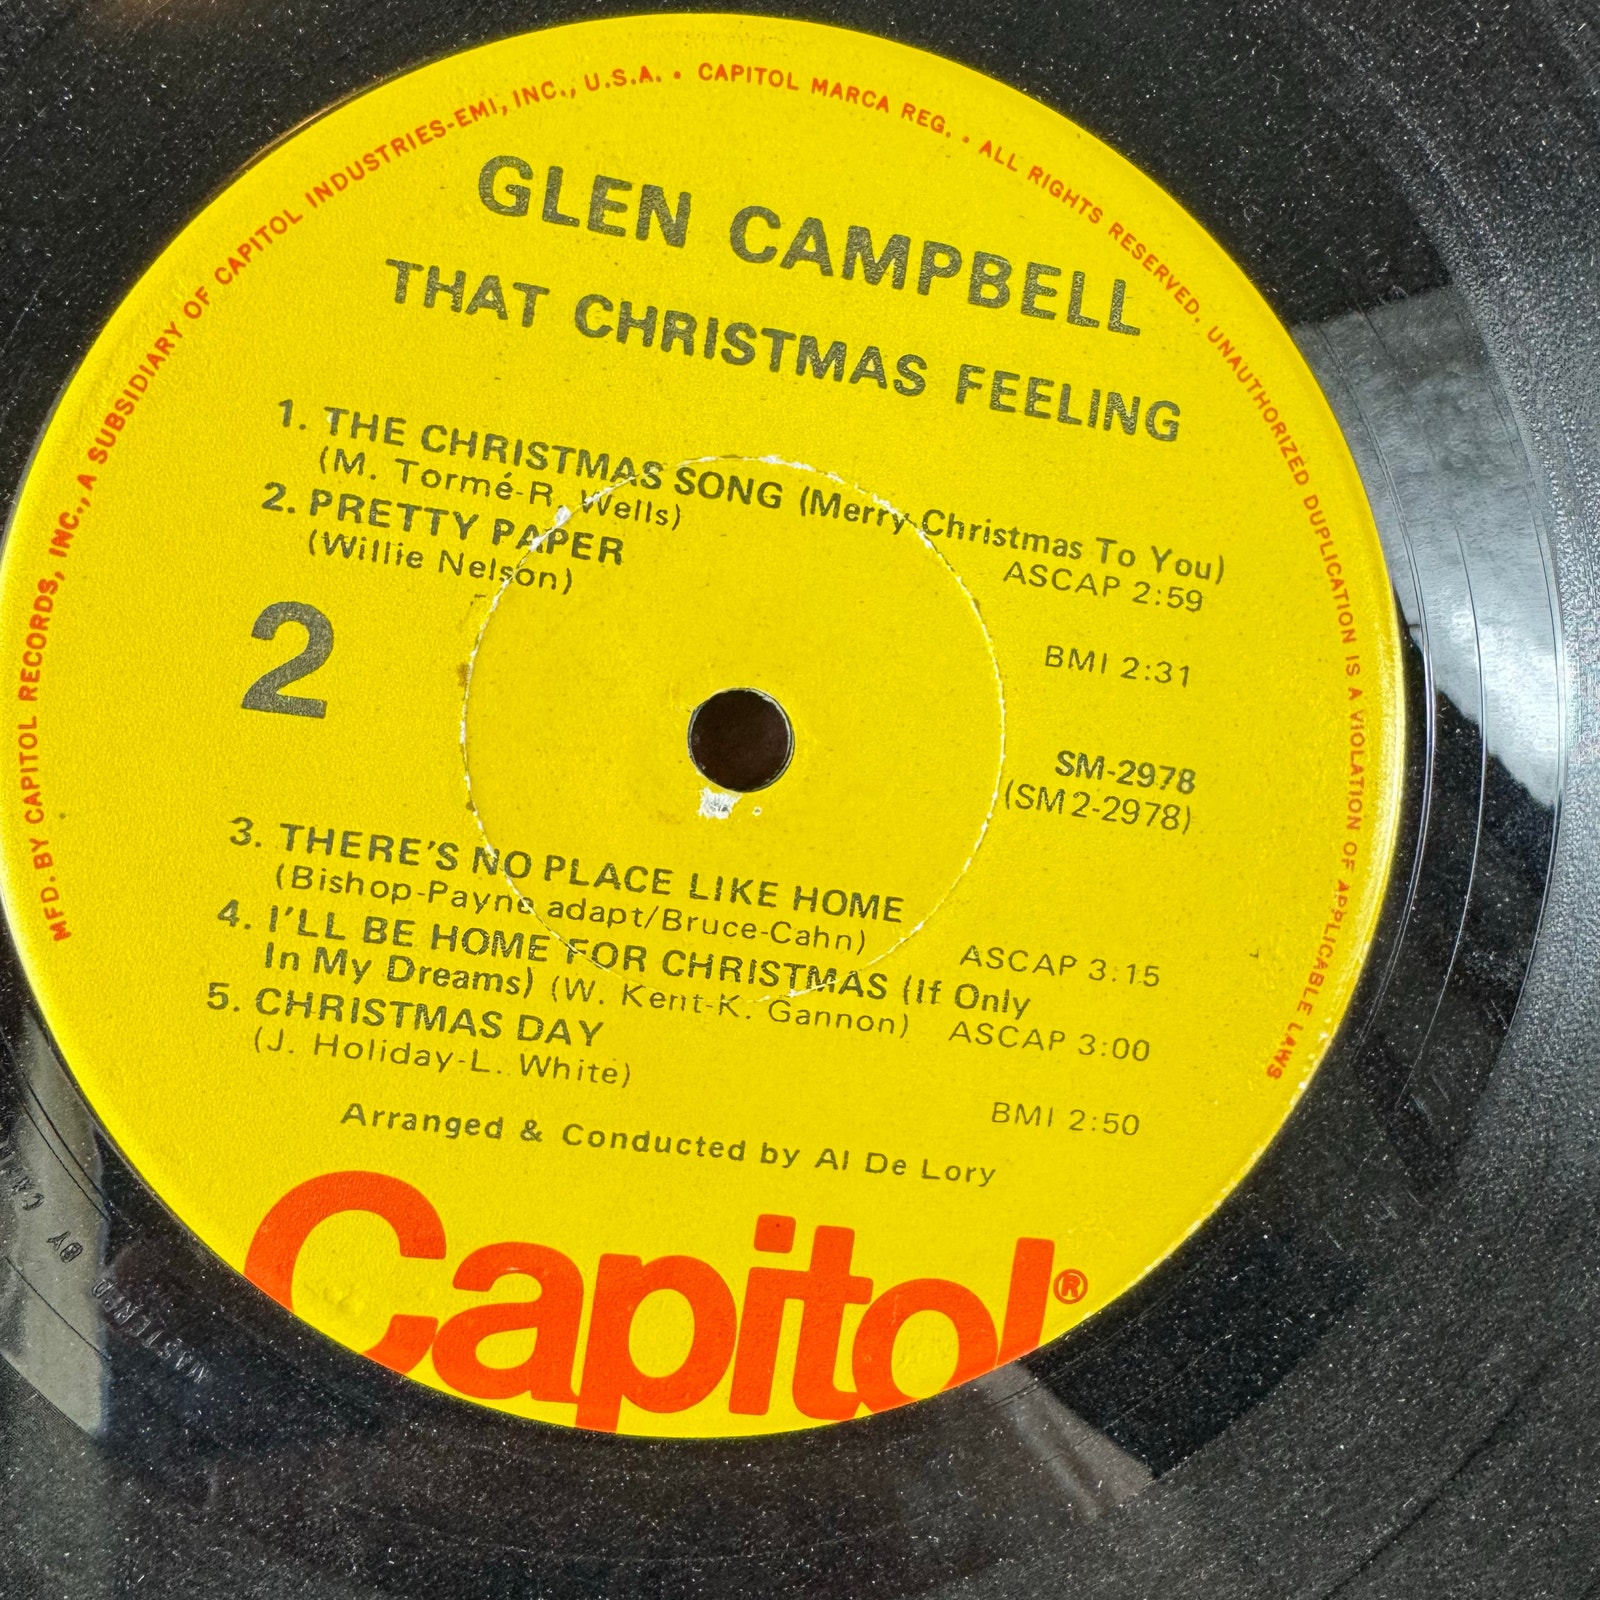 MFD. BY CAPITOL RECORDS, INC., A SUBSIDIARY OF CAPITOL INDUSTRIES-EMI, INC., U.S.A. • CAPITOL MARCA REG. • ALL RIGHTS RESERVED. UNAUTHORIZED DUPLICATION IS A VIOLATION OF APPLICABLE LAWS
GLEN CAMPBELL
THAT CHRISTMAS FEELING
1. THE CHRISTMAS SONG (Merry Christmas To You)
(M. Tormé-R. Wells) ASCAP 2:59
2. PRETTY PAPER
(Willie Nelson) BMI 2:31
2
SM-2978
(SM2-2978)
3. THERE'S NO PLACE LIKE HOME
(Bishop-Payne adapt/Bruce-Cahn) ASCAP 3:15
4. I'LL BE HOME FOR CHRISTMAS (If Only
In My Dreams) (W. Kent-K. Gannon) ASCAP 3:00
5. CHRISTMAS DAY
(J. Holiday-L. White) BMI 2:50
Arranged & Conducted by Al De Lory
Capitol®
MASTERED BY